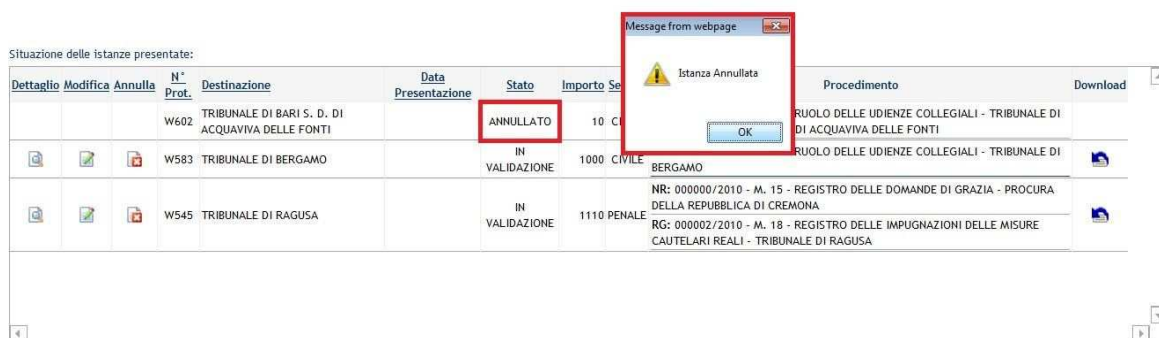 Message from webpage
Istanza Annullata
OK
Situazione delle istanze presentate:
Dettaglio Modifica Annulla N° Prot. Destinazione Data Presentazione Stato Importo Se Procedimento Download
W602 TRIBUNALE DI BARI S. D. DI ACQUAVIVA DELLE FONTI ANNULLATO 10 RUOLO DELLE UDIENZE COLLEGIALI - TRIBUNALE DI
DI ACQUAVIVA DELLE FONTI
W583 TRIBUNALE DI BERGAMO IN VALIDAZIONE 1000 CIVILE RUOLO DELLE UDIENZE COLLEGIALI - TRIBUNALE DI
BERGAMO
W545 TRIBUNALE DI RAGUSA IN VALIDAZIONE 1110 PENALE NR: 000000/2010 - M. 15 - REGISTRO DELLE DOMANDE DI GRAZIA - PROCURA
DELLA REPUBBLICA DI CREMONA
RG: 000002/2010 - M. 18 - REGISTRO DELLE IMPUGNAZIONI DELLE MISURE
CAUTELARI REALI - TRIBUNALE DI RAGUSA